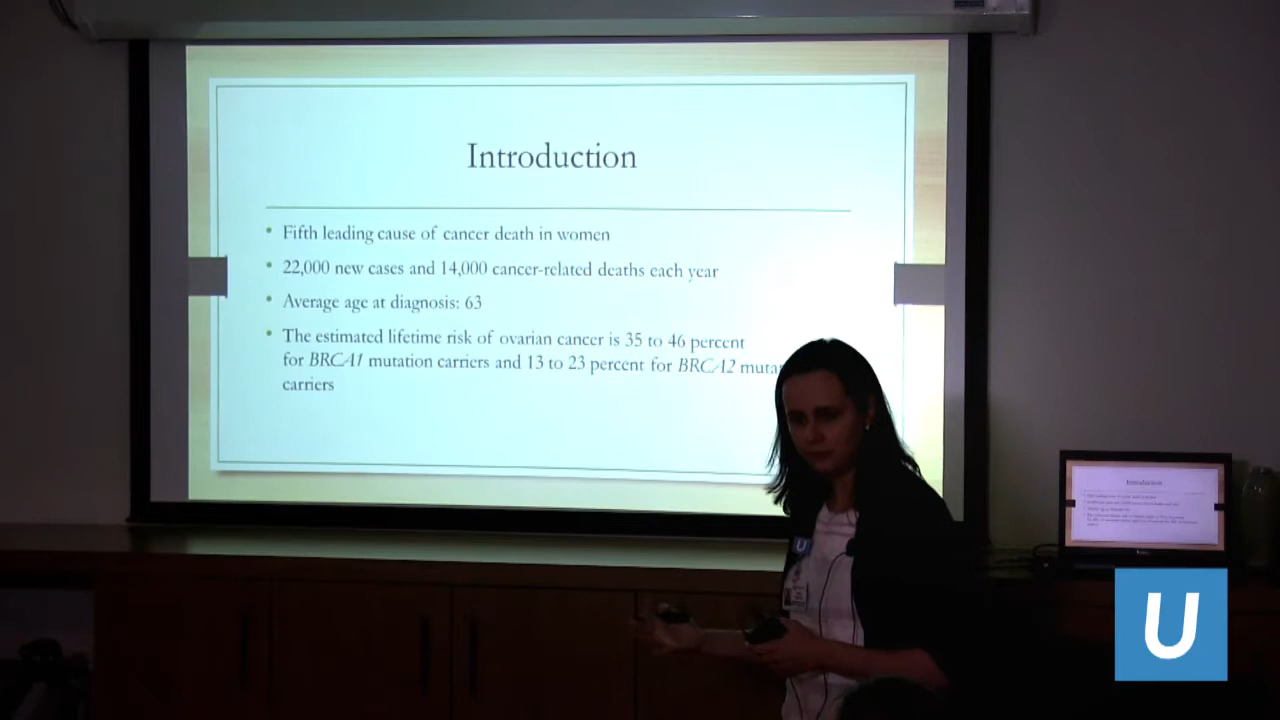 Introduction
• Fifth leading cause of cancer death in women
• 22,000 new cases and 14,000 cancer-related deaths each year
• Average age at diagnosis: 63
• The estimated lifetime risk of ovarian cancer is 35 to 46 percent
for BRCA1 mutation carriers and 13 to 23 percent for BRCA2
carriers
U
Introduction
U